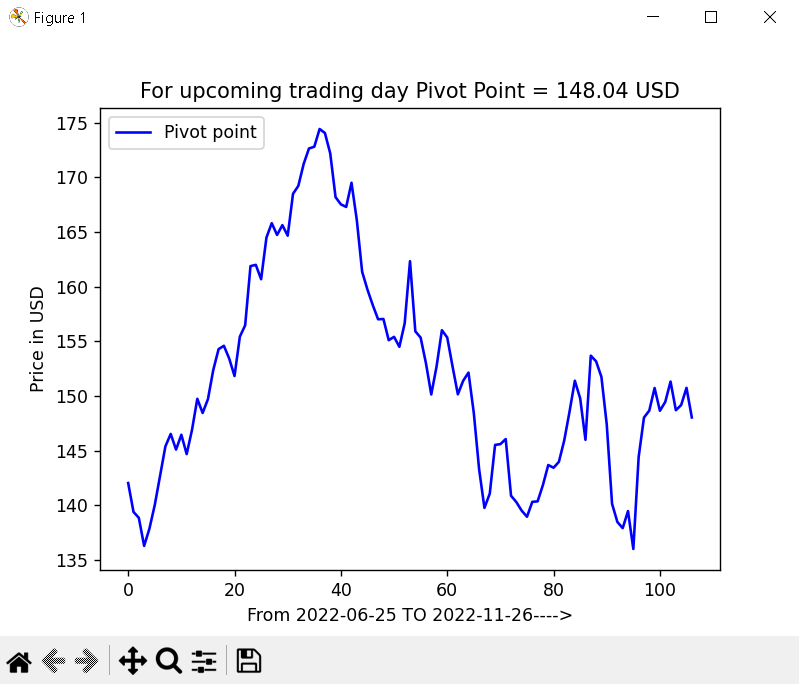 Figure 1
For upcoming trading day Pivot Point = 148.04 USD
Pivot point
175
170
165
160
155
150
145
140
135
Price in USD
0 20 40 60 80 100
From 2022-06-25 TO 2022-11-26---->